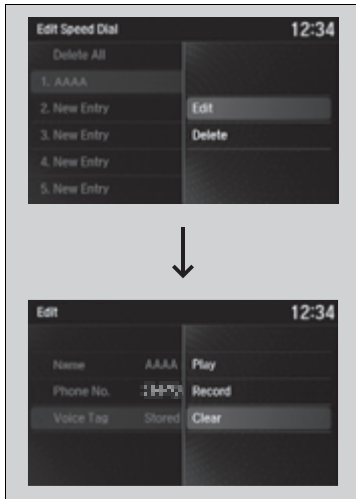 Edit Speed Dial 12:34
Delete All
1. AAAA
2. New Entry Edit
3. New Entry Delete
4. New Entry
5. New Entry
Edit 12:34
Name AAAA Play
Phone No. Record
Voice Tag Stored Clear